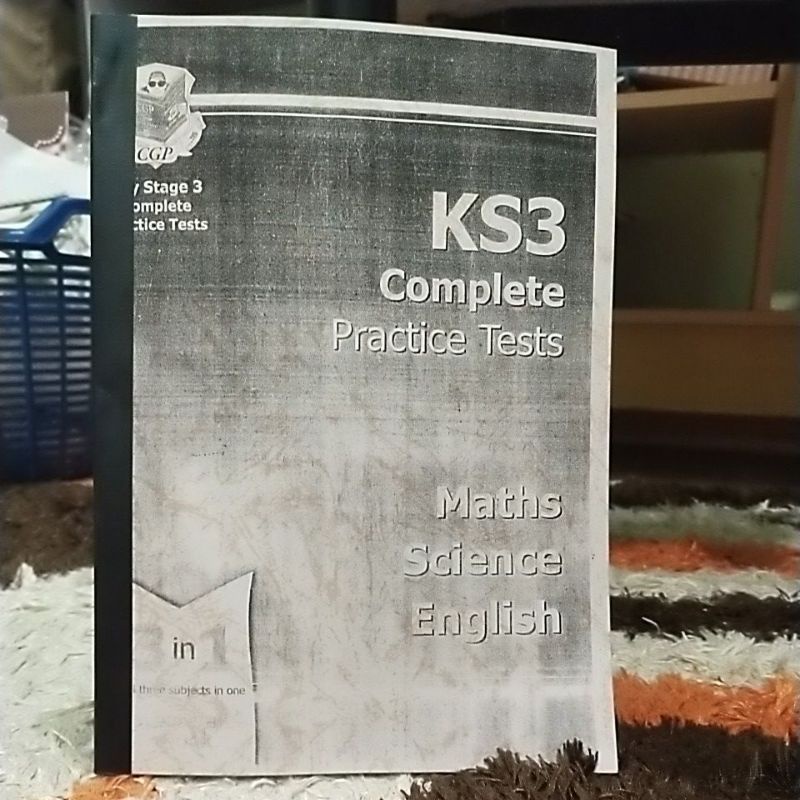 CGP
y Stage 3
omplete
ctice Tests
KS3
Complete
Practice Tests
Maths
Science
English
in
three subjects in one